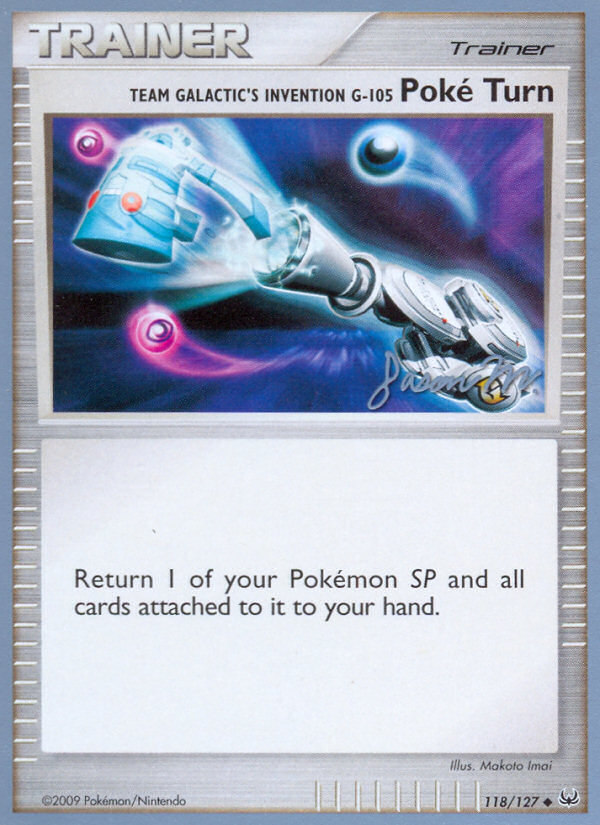 TRAINER
Trainer
TEAM GALACTIC'S INVENTION G-105 Poké Turn
Return 1 of your Pokémon SP and all
cards attached to it to your hand.
Illus. Makoto Imai
©2009 Pokémon/Nintendo
118/127